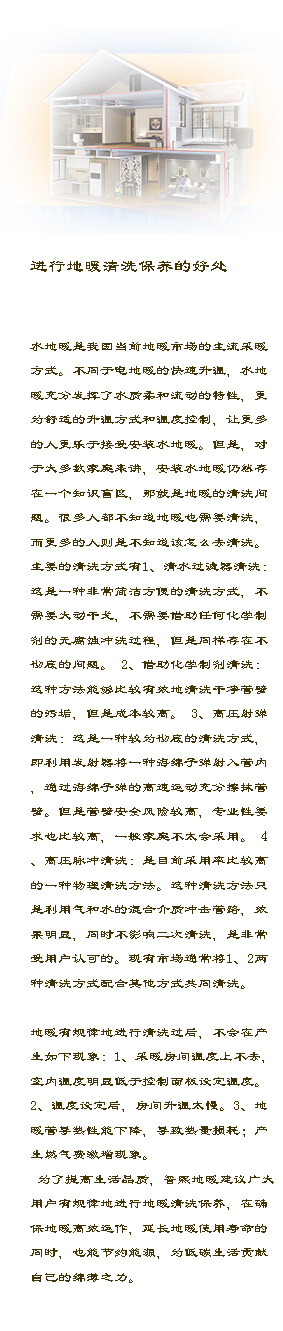 进行地暖清洗保养的好处
水地暖是我国当前地暖市场的主流采暖
方式。不同于电地暖的快速升温，水地
暖充分发挥了水质柔和流动的特性，更
为舒适的升温方式和温度控制，让更多
的人更乐于接受安装水地暖。但是，对
于大多数家庭来讲，安装水地暖仍然存
在一个知识盲区，那就是地暖的清洗问
题。很多人都不知道地暖也需要清洗，
而更多的人则是不知道该怎么去清洗。
主要的清洗方式有1、清水过滤器清洗：
这是一种非常简洁方便的清洗方式，不
需要大动干戈，不需要借助任何化学制
剂的无腐蚀冲洗过程，但是同样存在不
彻底的问题。 2、借助化学制剂清洗：
这种方法能够比较有效地清洗干净管壁
的污垢，但是成本较高。 3、高压射弹
清洗：这是一种较为彻底的清洗方式，
即利用发射器将一种海绵子弹射入管内
，通过海绵子弹的高速运动充分擦抹管
壁。但是管壁安全风险较高，专业性要
求也比较高，一般家庭不太会采用。 4
、高压脉冲清洗：是目前采用率比较高
的一种物理清洗方法。这种清洗方法只
是利用气和水的混合介质冲击管路，效
果明显，同时不影响二次清洗，是非常
受用户认可的。现有市场通常将1、2两
种清洗方式配合其他方式共同清洗。
地暖有规律地进行清洗过后，不会在产
生如下现象：1、采暖房间温度上不去，
室内温度明显低于控制面板设定温度。
2、温度设定后，房间升温太慢。3、地
暖管导热性能下降，导致热量损耗；产
生燃气费激增现象。
为了提高生活品质，普熙地暖建议广大
用户有规律地进行地暖清洗保养，在确
保地暖高效运作，延长地暖使用寿命的
同时，也能节约能源，为低碳生活贡献
自己的绵薄之力。